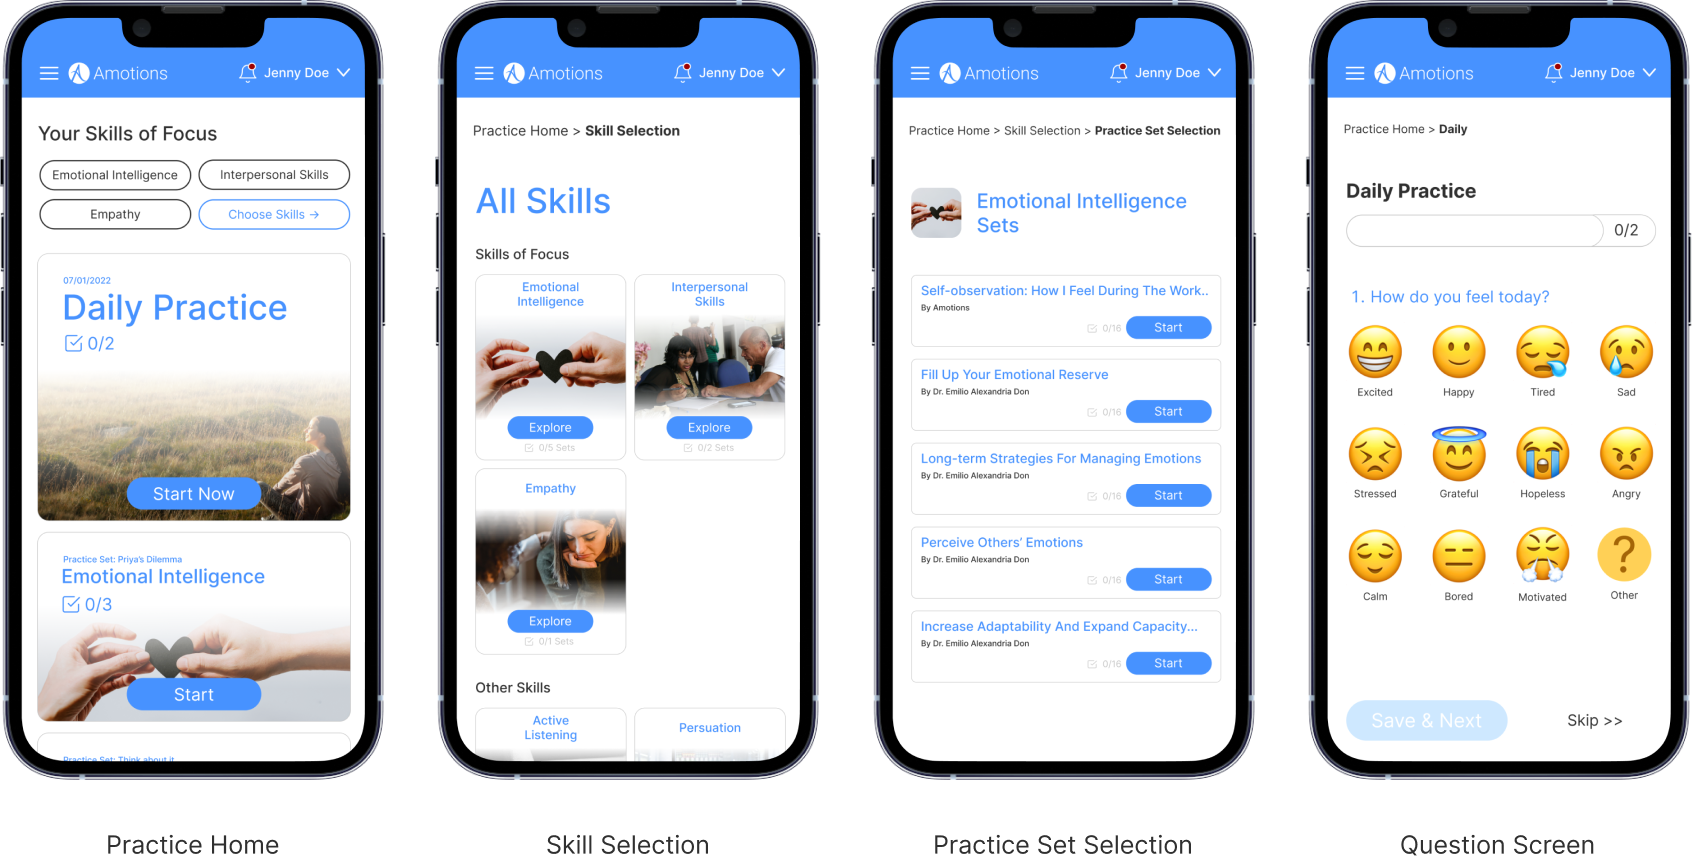 Amotions
Jenny Doe
Your Skills of Focus
Emotional Intelligence
Interpersonal Skills
Empathy
Choose Skills →
07/01/2022
Daily Practice
0/2
Start Now
Practice Set: Priya's Dilemma
Emotional Intelligence
0/3
Start
Practice Set: Think about it
Practice Home
Amotions
Jenny Doe
Practice Home > Skill Selection
All Skills
Skills of Focus
Emotional
Intelligence
Explore
0/5 Sets
Interpersonal
Skills
Explore
0/2 Sets
Empathy
Explore
0/1 Sets
Other Skills
Active
Listening
Persuation
Skill Selection
Amotions
Jenny Doe
Practice Home > Skill Selection > Practice Set Selection
Emotional Intelligence
Sets
Self-observation: How I Feel During The Work..
By Amotions
0/16
Start
Fill Up Your Emotional Reserve
By Dr. Emilio Alexandria Don
0/16
Start
Long-term Strategies For Managing Emotions
By Dr. Emilio Alexandria Don
0/16
Start
Perceive Others' Emotions
By Dr. Emilio Alexandria Don
0/16
Start
Increase Adaptability And Expand Capacity...
By Dr. Emilio Alexandria Don
0/16
Start
Practice Set Selection
Amotions
Jenny Doe
Practice Home > Daily
Daily Practice
0/2
1. How do you feel today?
Excited
Happy
Tired
Sad
Stressed
Grateful
Hopeless
Angry
Calm
Bored
Motivated
?
Other
Save & Next
Skip >>
Question Screen